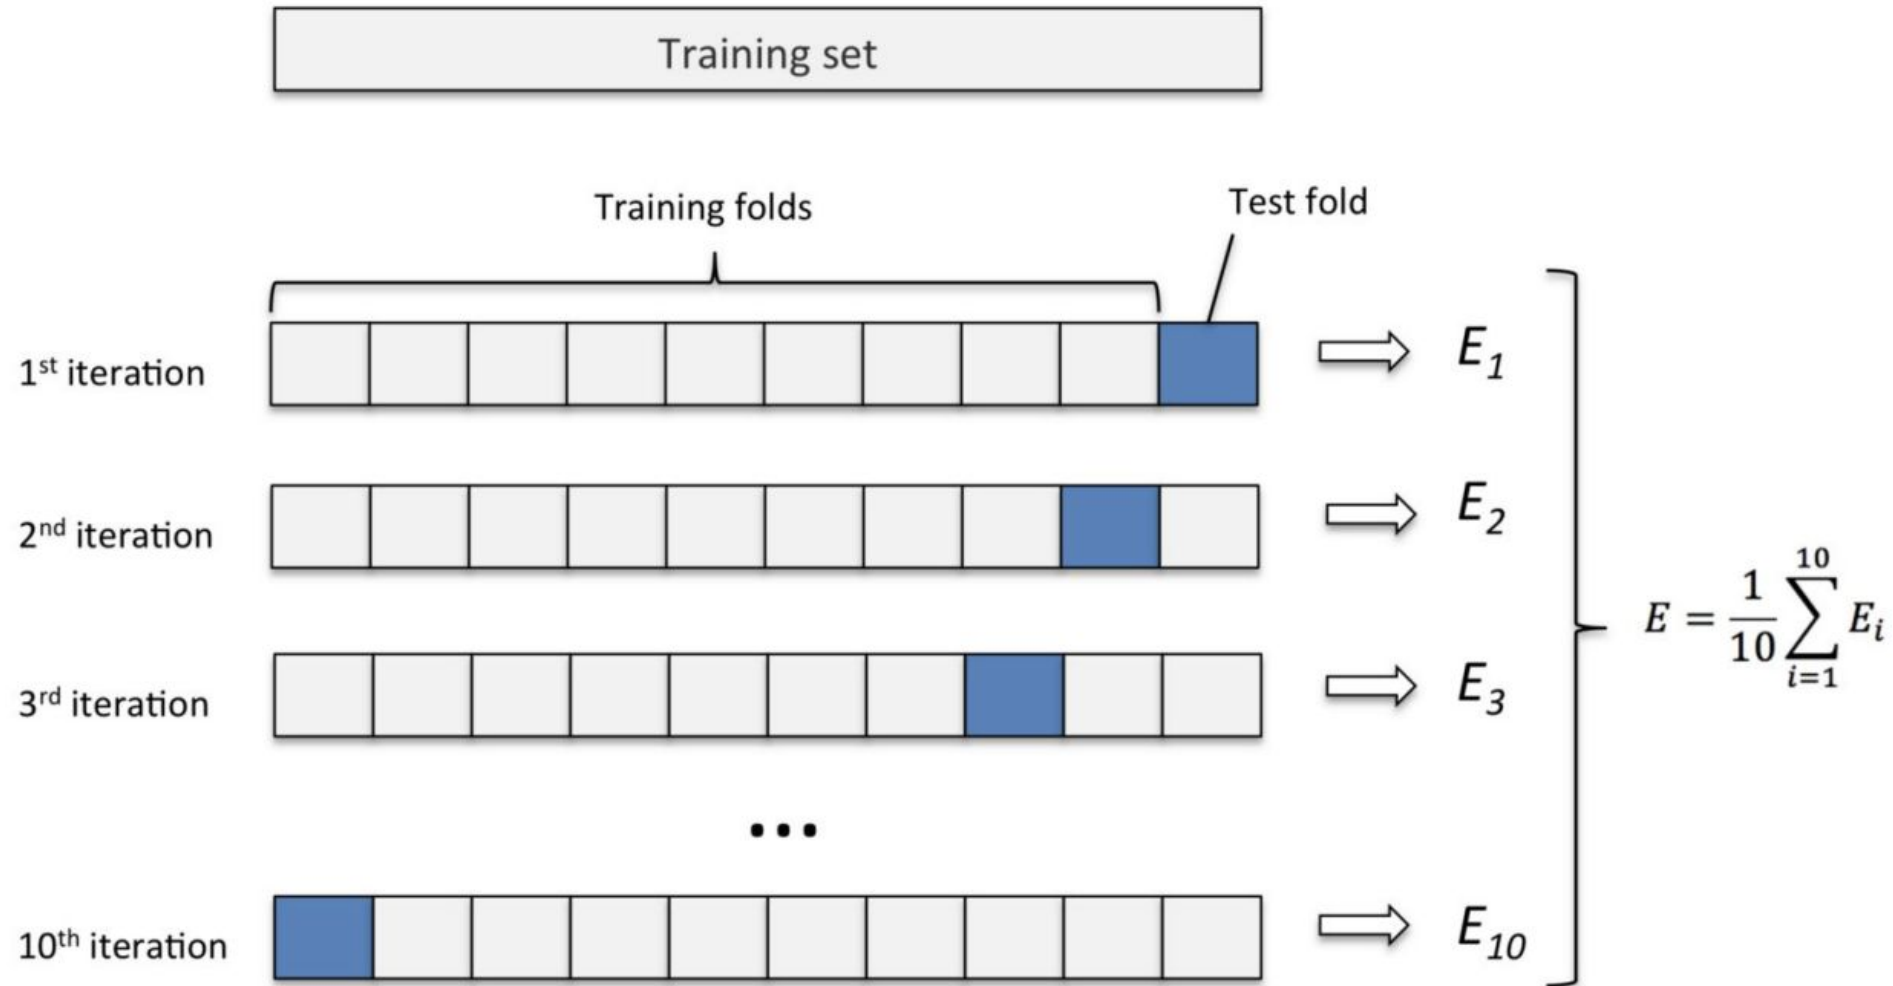 Training set
Training folds
Test fold
1st iteration
E1
2nd iteration
E2
3rd iteration
E3
...
10th iteration
E10
E = 1/10 ∑_{i=1}^{10} E_i